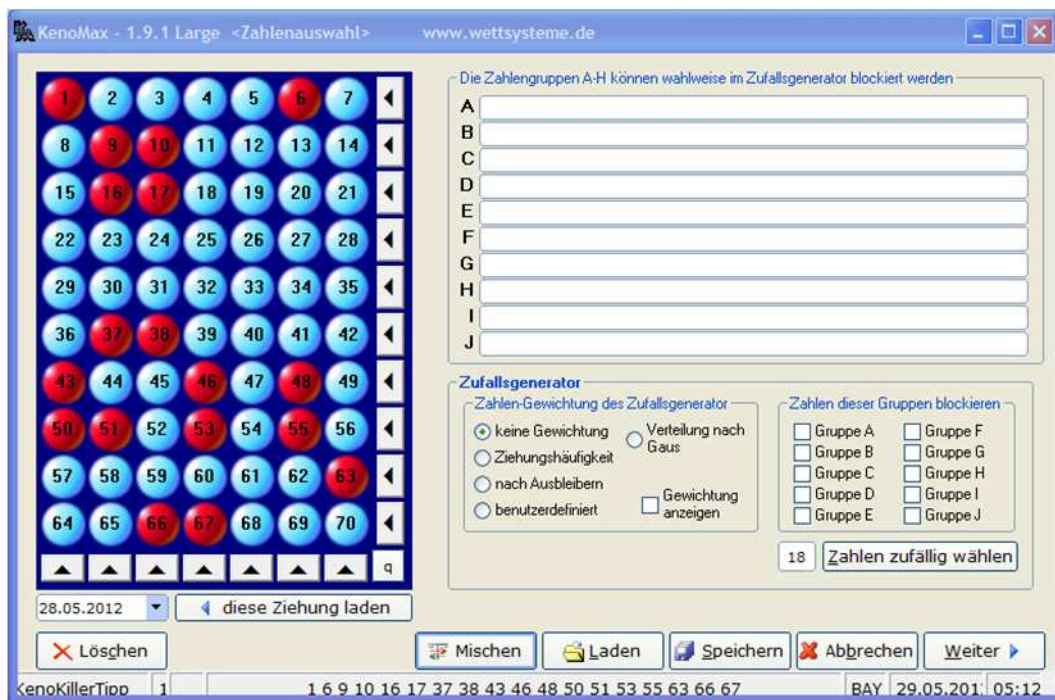 KenoMax - 1.9.1 Large <Zahlenauswahl> www.wettsysteme.de
1 2 3 4 5 6 7
8 9 10 11 12 13 14
15 16 17 18 19 20 21
22 23 24 25 26 27 28
29 30 31 32 33 34 35
36 37 38 39 40 41 42
43 44 45 46 47 48 49
50 51 52 53 54 55 56
57 58 59 60 61 62 63
64 65 66 67 68 69 70
q
28.05.2012
diese Ziehung laden
Die Zahlengruppen A-H können wahlweise im Zufallsgenerator blockiert werden
A
B
C
D
E
F
G
H
I
J
Zufallsgenerator
Zahlen-Gewichtung des Zufallsgenerator
keine Gewichtung
Ziehungshäufigkeit
nach Ausbleibern
benutzerdefiniert
Verteilung nach
Gaus
Gewichtung
anzeigen
Zahlen dieser Gruppen blockieren
Gruppe A Gruppe F
Gruppe B Gruppe G
Gruppe C Gruppe H
Gruppe D Gruppe I
Gruppe E Gruppe J
18 Zahlen zufällig wählen
Löschen Mischen Laden Speichern Abbrechen Weiter
KenoKillerTipp 1 1 6 9 10 16 17 37 38 43 46 48 50 51 53 55 63 66 67 BAY 29.05.201 05:12